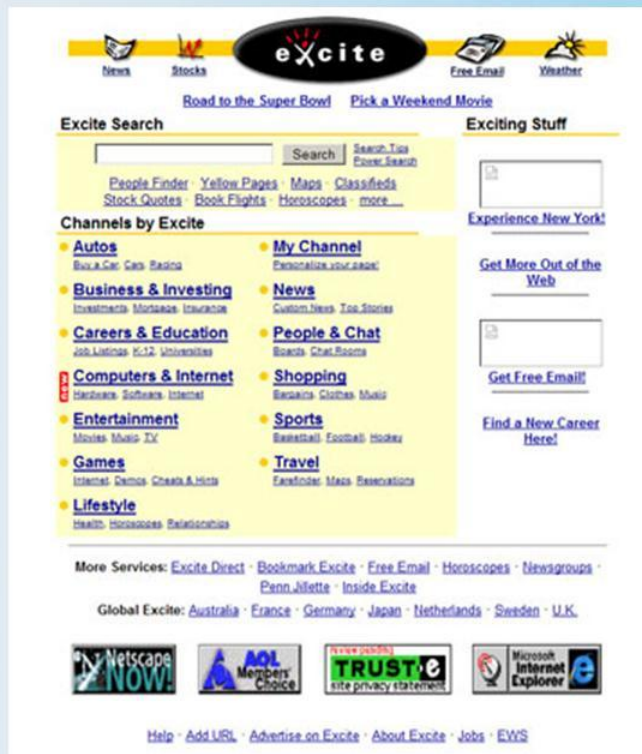 excite
News Stocks Free Email Weather
Road to the Super Bowl Pick a Weekend Movie
Excite Search
Search Search Tips
Power Search
People Finder · Yellow Pages · Maps · Classifieds
Stock Quotes · Book Flights · Horoscopes · more ...
Channels by Excite
Autos
Buy a Car, Cars, Racing
Business & Investing
Investments, Mortgage, Insurance
Careers & Education
Job Listings, K-12, Universities
new
Computers & Internet
Hardware, Software, Internet
Entertainment
Movies, Music, TV
Games
Internet, Demos, Cheats & Hints
Lifestyle
Health, Horoscopes, Relationships
My Channel
Personalize your page!
News
Custom News, Top Stories
People & Chat
Boards, Chat Rooms
Shopping
Bargains, Clothes, Music
Sports
Basketball, Football, Hockey
Travel
Farefinder, Maps, Reservations
Exciting Stuff
Experience New York!
Get More Out of the
Web
Get Free Email!
Find a New Career
Here!
More Services: Excite Direct · Bookmark Excite · Free Email · Horoscopes · Newsgroups ·
Penn Jillette · Inside Excite
Global Excite: Australia · France · Germany · Japan · Netherlands · Sweden · U.K.
Netscape
NOW!
AOL
Members'
Choice
review pending
TRUST e
site privacy statement
Microsoft
Internet
Explorer
Help · Add URL · Advertise on Excite · About Excite · Jobs · EWS